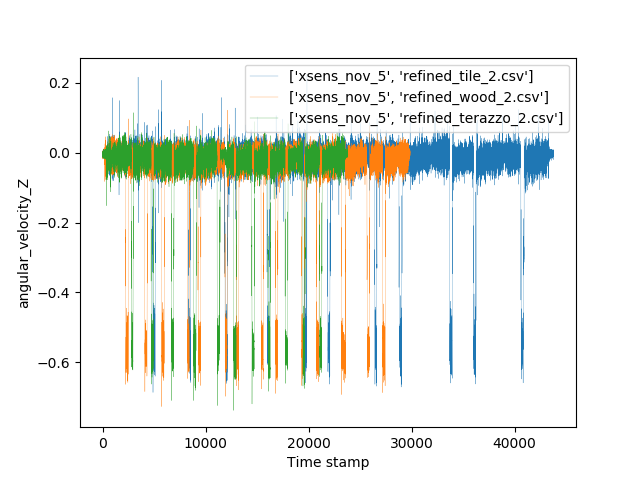 ['xsens_nov_5', 'refined_tile_2.csv']
['xsens_nov_5', 'refined_wood_2.csv']
['xsens_nov_5', 'refined_terazzo_2.csv']
0.2
0.0
−0.2
−0.4
−0.6
angular_velocity_Z
0 10000 20000 30000 40000
Time stamp